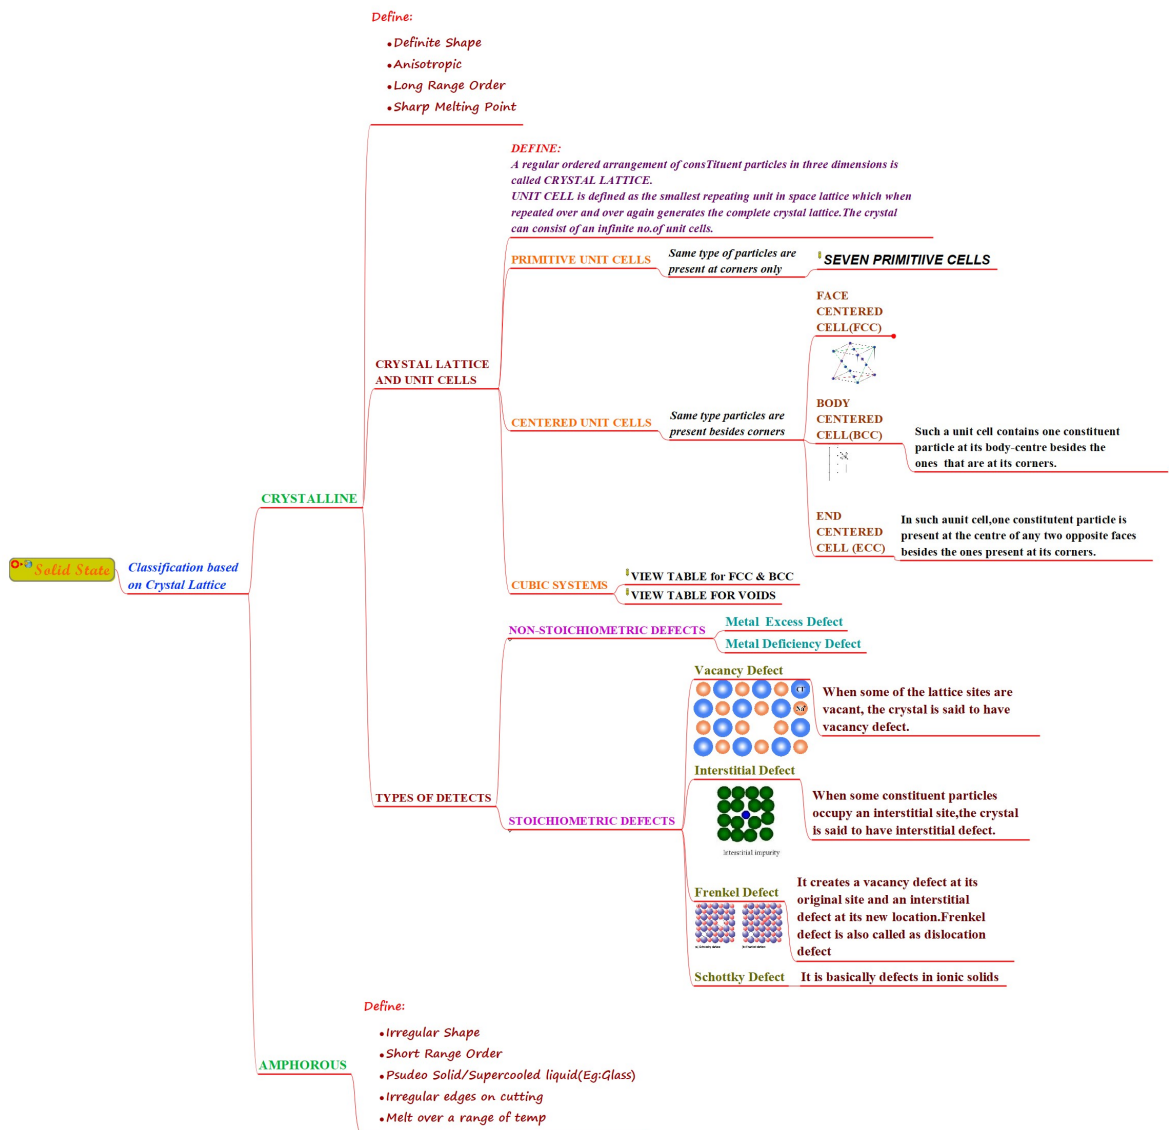 Define:
•Definite Shape
•Anisotropic
•Long Range Order
•Sharp Melting Point
DEFINE:
A regular ordered arrangement of consTituent particles in three dimensions is
called CRYSTAL LATTICE.
UNIT CELL is defined as the smallest repeating unit in space lattice which when
repeated over and over again generates the complete crystal lattice.The crystal
can consist of an infinite no.of unit cells.
PRIMITIVE UNIT CELLS
Same type of particles are
present at corners only
SEVEN PRIMITIIVE CELLS
FACE
CENTERED
CELL(FCC)
CRYSTAL LATTICE
AND UNIT CELLS
CENTERED UNIT CELLS
Same type particles are
present besides corners
BODY
CENTERED
CELL(BCC)
Such a unit cell contains one constituent
particle at its body-centre besides the
ones that are at its corners.
CRYSTALLINE
END
CENTERED
CELL (ECC)
In such aunit cell,one constitutent particle is
present at the centre of any two opposite faces
besides the ones present at its corners.
Solid State
Classification based
on Crystal Lattice
CUBIC SYSTEMS
VIEW TABLE for FCC & BCC
VIEW TABLE FOR VOIDS
NON-STOICHIOMETRIC DEFECTS
Metal Excess Defect
Metal Deficiency Defect
Vacancy Defect
Cl
Na
When some of the lattice sites are
vacant, the crystal is said to have
vacancy defect.
Interstitial Defect
TYPES OF DETECTS
When some constituent particles
occupy an interstitial site,the crystal
is said to have interstitial defect.
STOICHIOMETRIC DEFECTS
Interstitial impurity
Frenkel Defect
It creates a vacancy defect at its
original site and an interstitial
defect at its new location.Frenkel
defect is also called as dislocation
defect
Schottky Defect
It is basically defects in ionic solids
Define:
•Irregular Shape
•Short Range Order
AMPHOROUS
•Psudeo Solid/Supercooled liquid(Eg:Glass)
•Irregular edges on cutting
•Melt over a range of temp